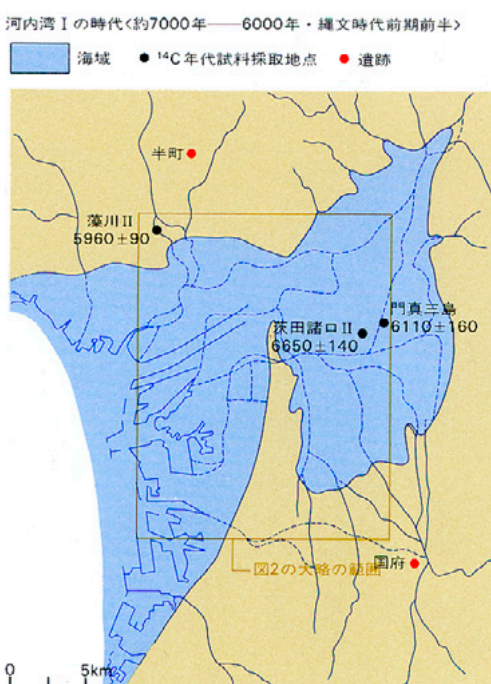 河内湾Ⅰの時代<約7000年──6000年・縄文時代前期前半>
海域 ● ¹⁴C年代試料採取地点 ● 遺跡
半町
藻川Ⅱ
5960±90
門真三島
6110±160
茨田諸口Ⅱ
6650±140
図2の大略の範囲
国府
0 5km